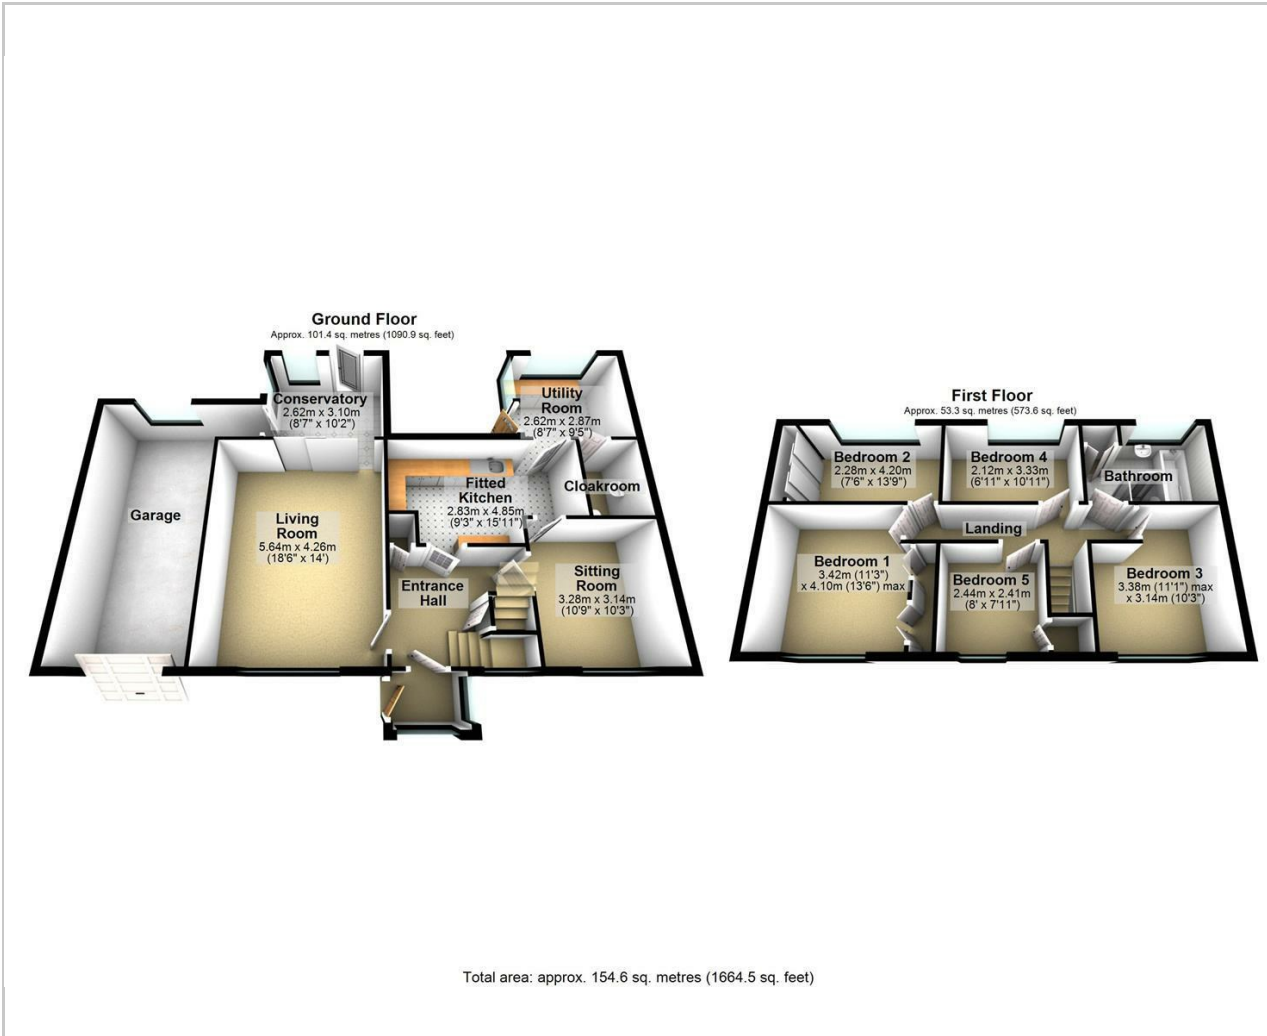 Ground Floor
Approx. 101.4 sq. metres (1090.9 sq. feet)
Conservatory
2.62m x 3.10m
(8'7" x 10'2")
Utility
Room
2.62m x 2.87m
(8'7" x 9'5")
Garage
Living
Room
5.64m x 4.26m
(18'6" x 14')
Fitted
Kitchen
2.83m x 4.85m
(9'3" x 15'11")
Cloakroom
Entrance
Hall
Sitting
Room
3.28m x 3.14m
(10'9" x 10'3")
First Floor
Approx. 53.3 sq. metres (573.6 sq. feet)
Bedroom 2
2.28m x 4.20m
(7'6" x 13'9")
Bedroom 4
2.12m x 3.33m
(6'11" x 10'11")
Bathroom
Landing
Bedroom 1
3.42m (11'3")
x 4.10m (13'6") max
Bedroom 5
2.44m x 2.41m
(8' x 7'11")
Bedroom 3
3.38m (11'1") max
x 3.14m (10'3")
Total area: approx. 154.6 sq. metres (1664.5 sq. feet)